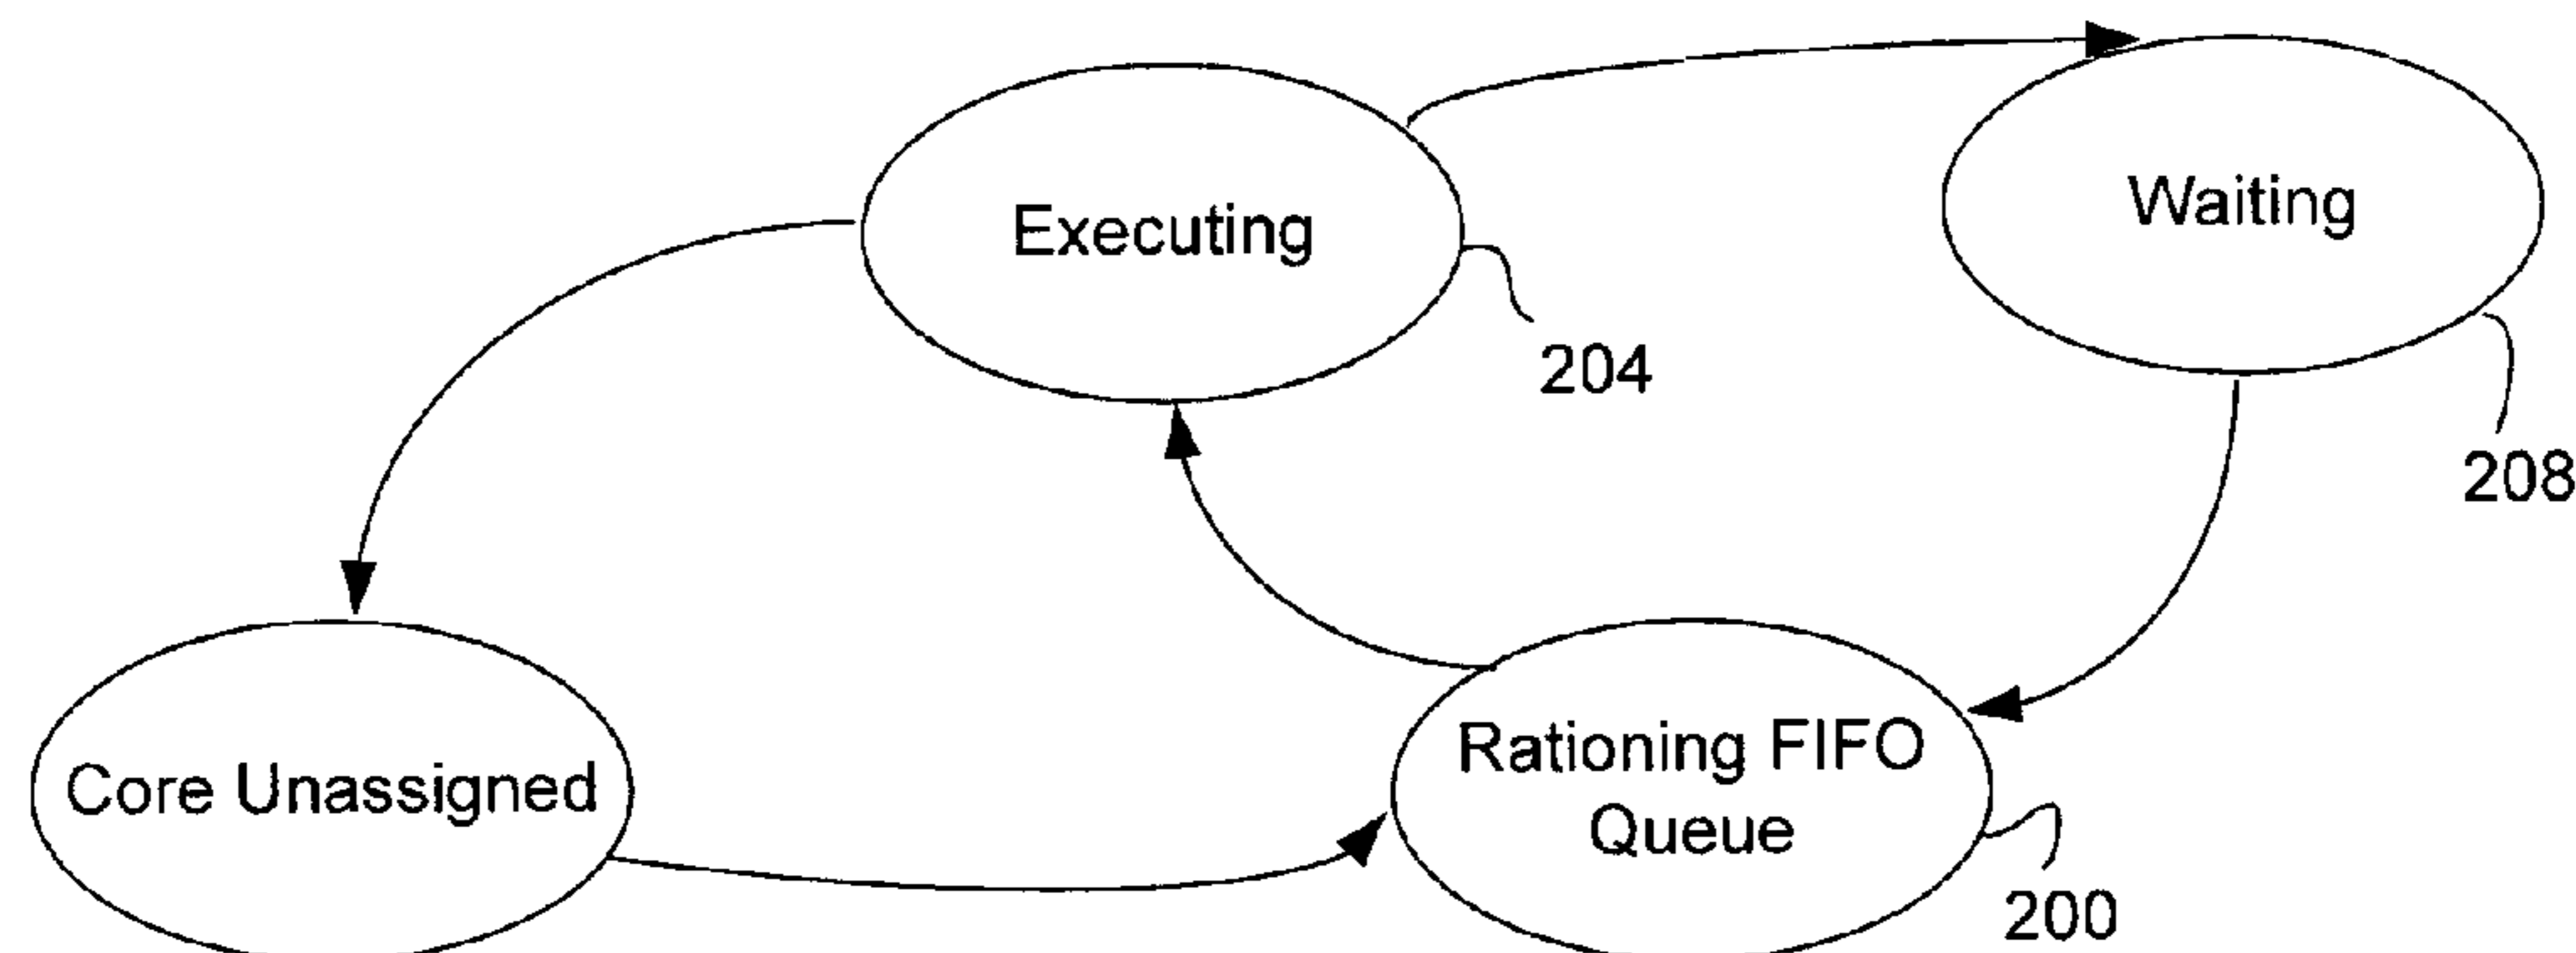 Executing
Waiting
204
208
Core Unassigned
Rationing FIFO
Queue
200